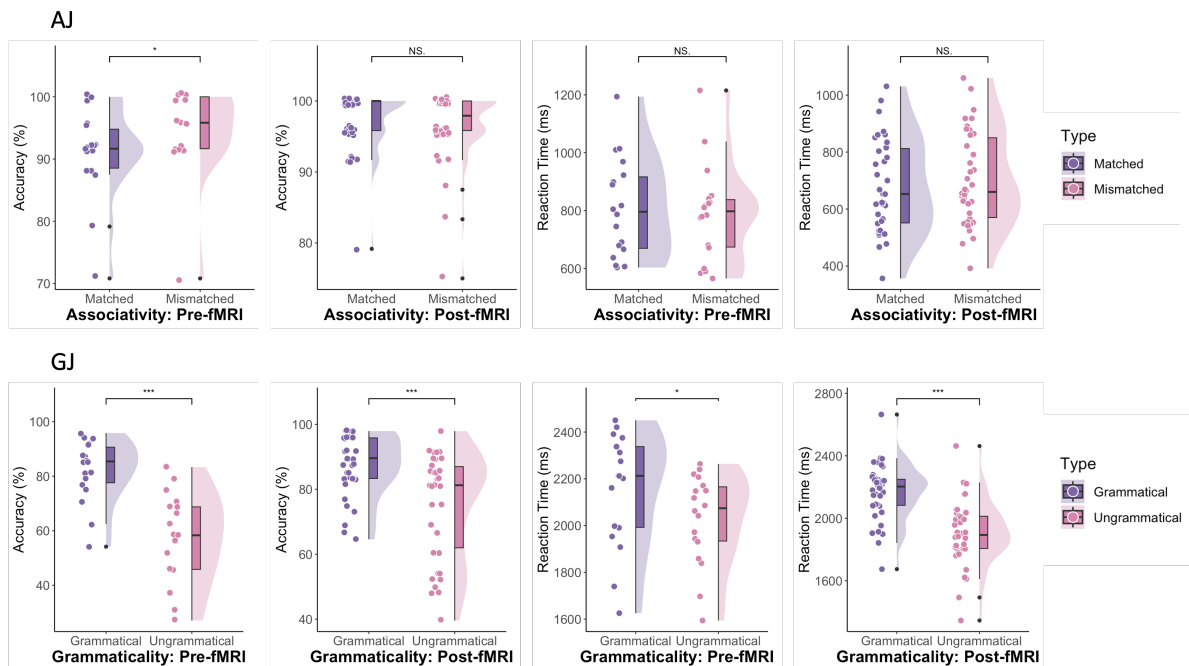 AJ
*
Accuracy (%)
100
90
80
70
Matched
Mismatched
Associativity: Pre-fMRI
NS.
Accuracy (%)
100
90
80
Matched
Mismatched
Associativity: Post-fMRI
NS.
Reaction Time (ms)
1200
1000
800
600
Matched
Mismatched
Associativity: Pre-fMRI
NS.
Reaction Time (ms)
1000
800
600
400
Matched
Mismatched
Associativity: Post-fMRI
Type
Matched
Mismatched
GJ
***
Accuracy (%)
100
80
60
40
Grammatical
Ungrammatical
Grammaticality: Pre-fMRI
***
Accuracy (%)
100
80
60
40
Grammatical
Ungrammatical
Grammaticality: Post-fMRI
*
Reaction Time (ms)
2400
2200
2000
1800
1600
Grammatical
Ungrammatical
Grammaticality: Pre-fMRI
***
Reaction Time (ms)
2800
2400
2000
1600
Grammatical
Ungrammatical
Grammaticality: Post-fMRI
Type
Grammatical
Ungrammatical